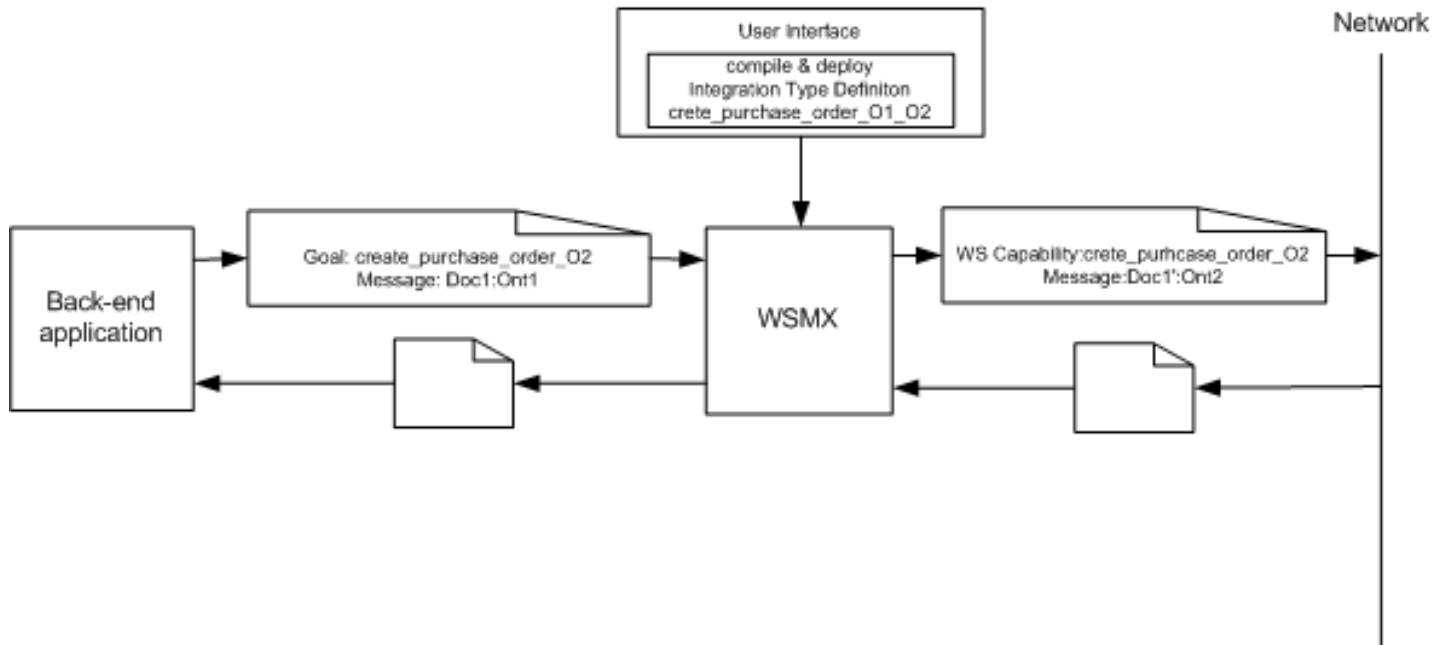 Network
User Interface
compile & deploy
Integration Type Definiton
crete_purchase_order_O1_O2
Goal: create_purchase_order_O2
Message: Doc1:Ont1
WS Capability:crete_purhcase_order_O2
Message:Doc1':Ont2
Back-end
application
WSMX